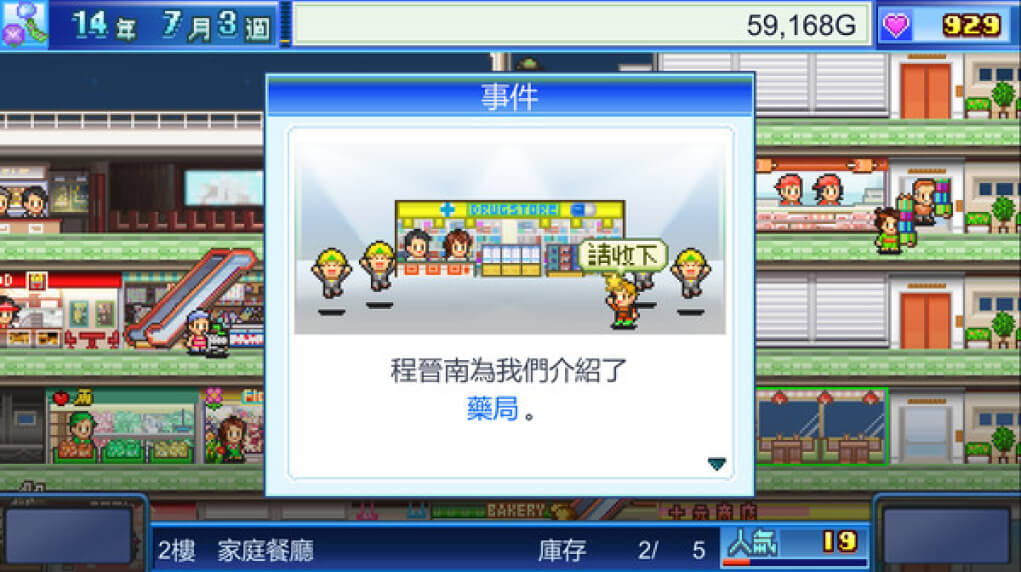 14年 7月3週
59,168G
929
事件
DRUGSTORE
請收下
程晉南為我們介紹了
藥局。
BAKERY
2樓 家庭餐廳
庫存 2/ 5
人氣 19